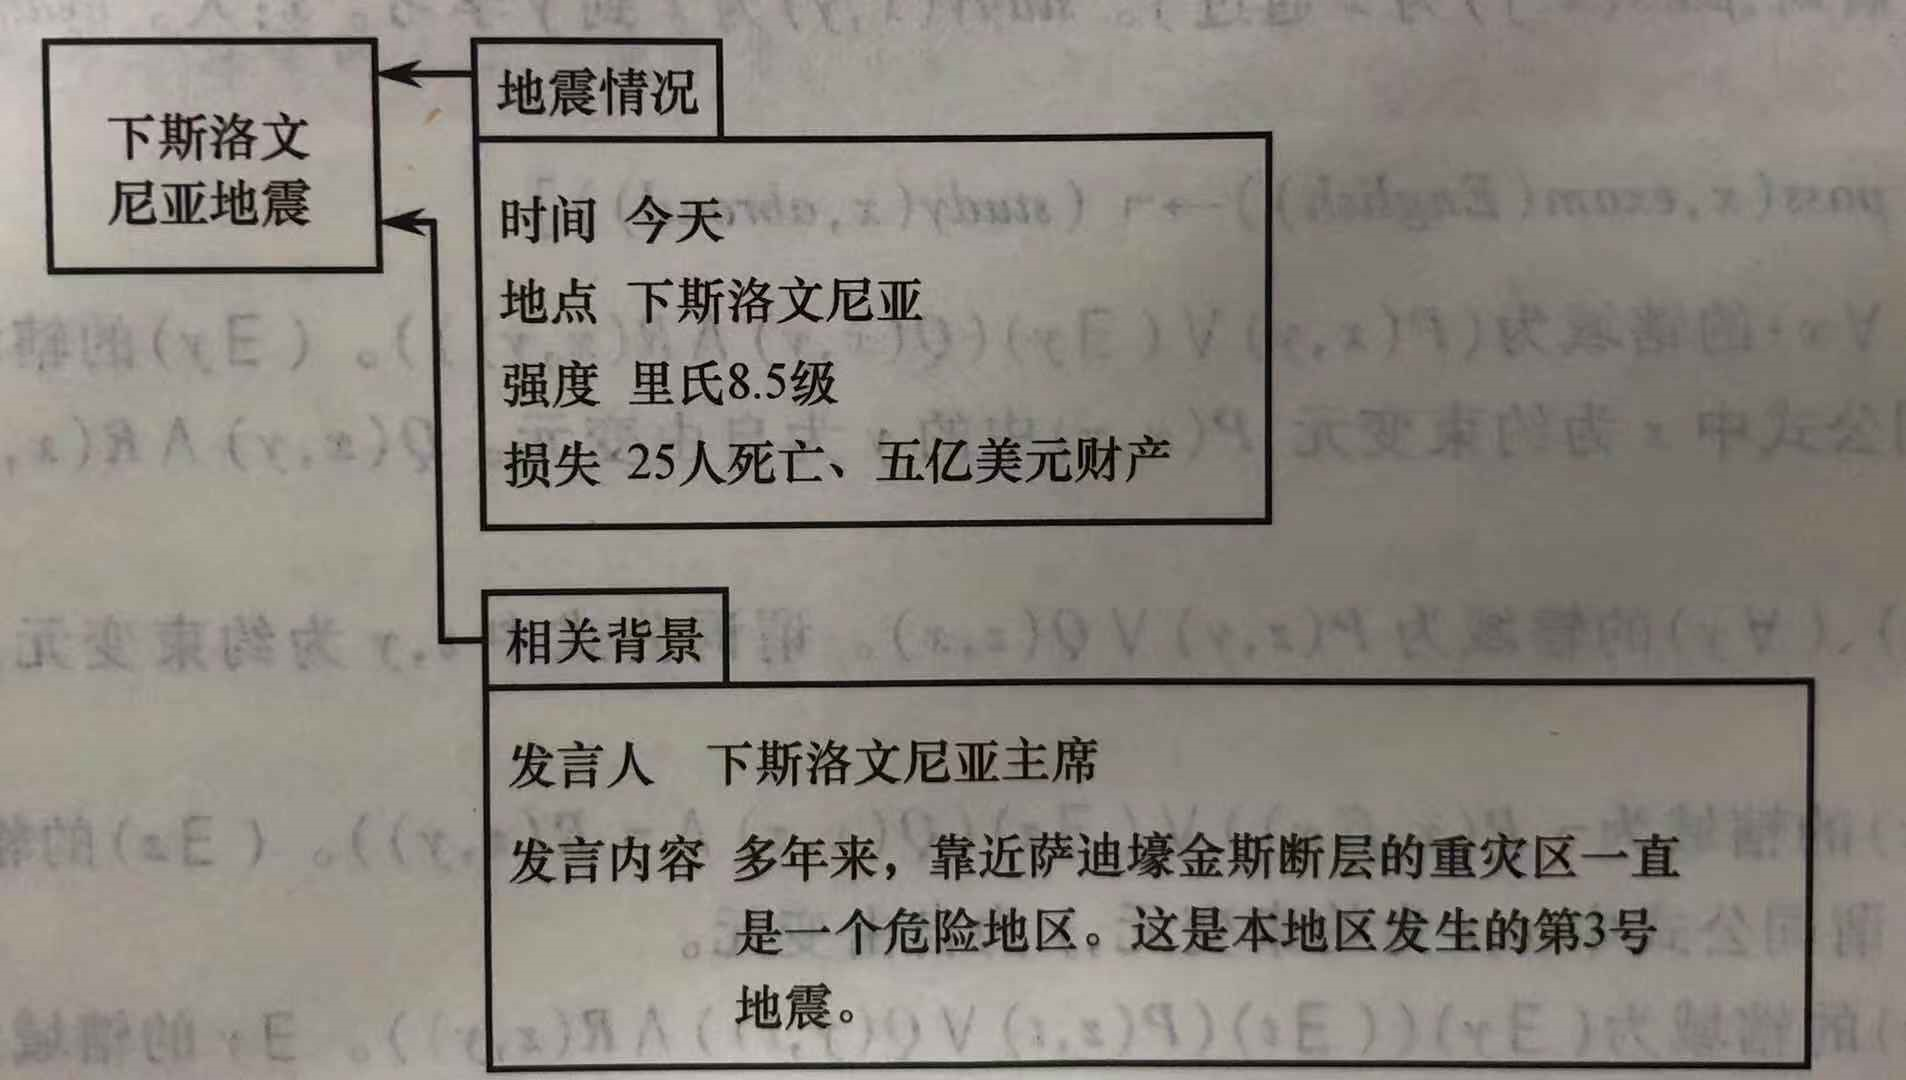 下斯洛文
尼亚地震
地震情况
时间 今天
地点 下斯洛文尼亚
强度 里氏8.5级
损失 25人死亡、五亿美元财产
相关背景
发言人 下斯洛文尼亚主席
发言内容 多年来，靠近萨迪壕金斯断层的重灾区一直
是一个危险地区。这是本地区发生的第3号
地震。